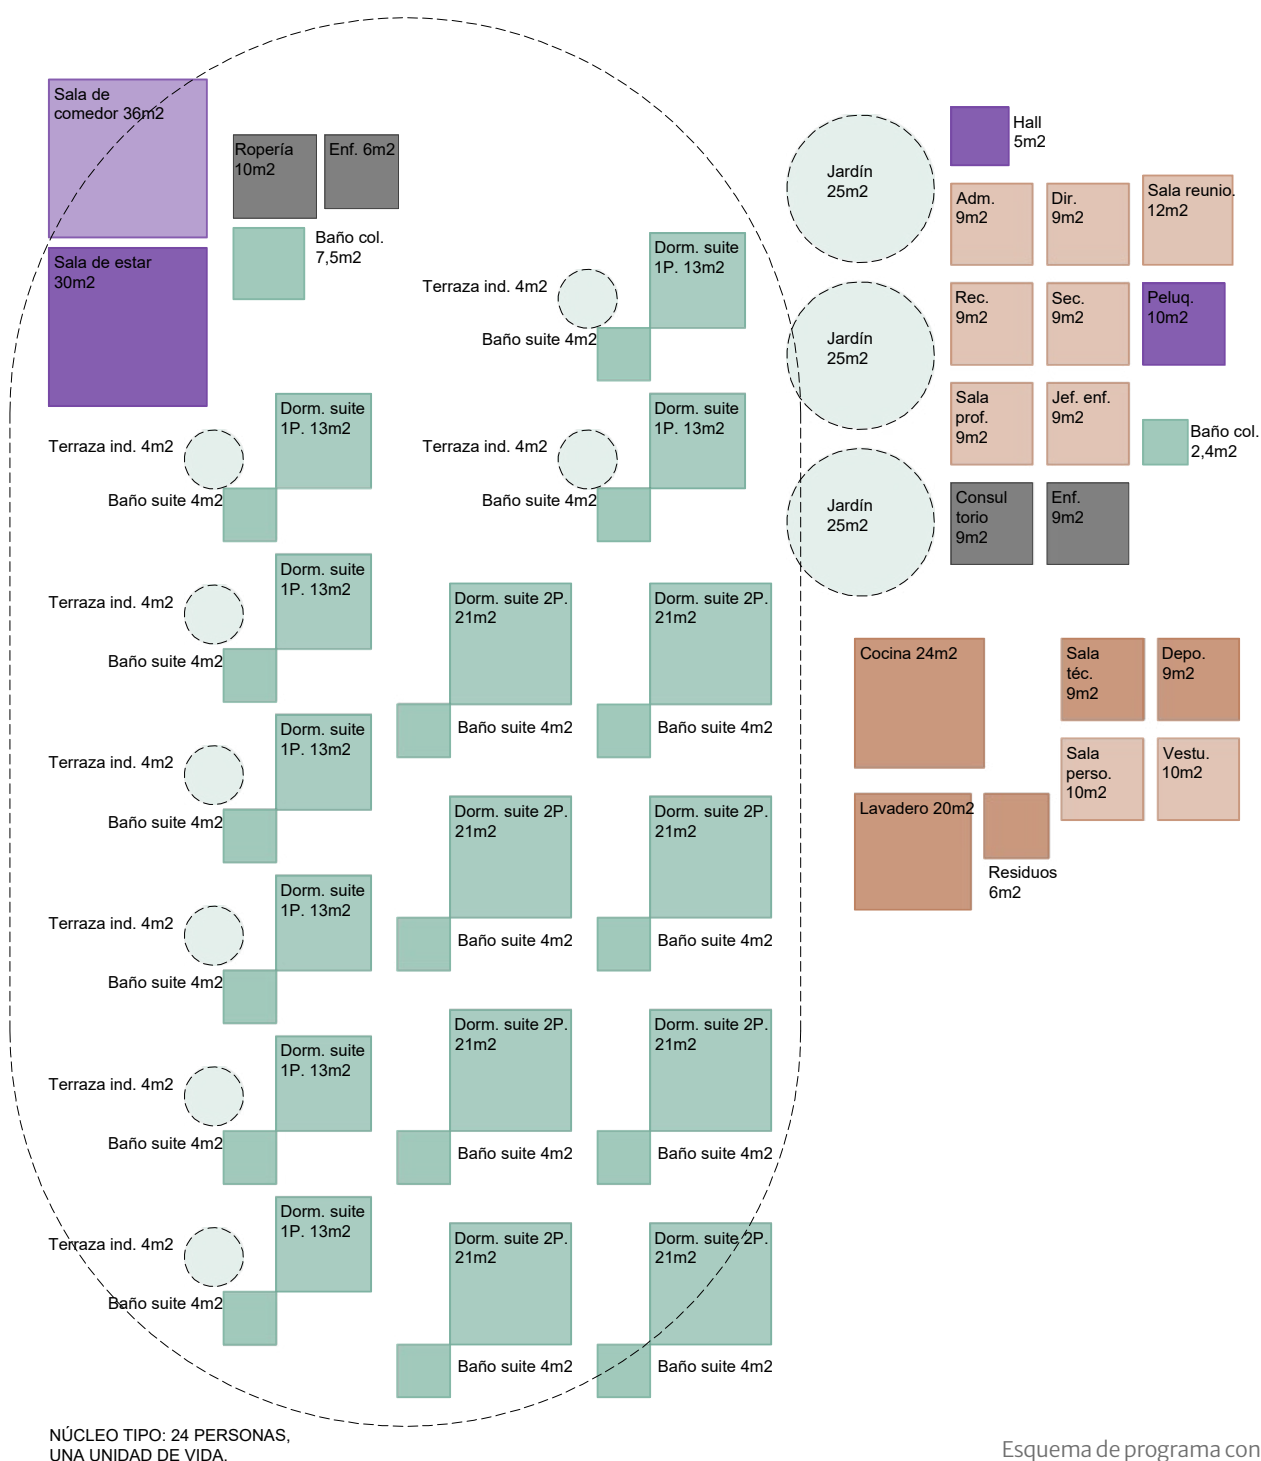 Sala de
comedor 36m2
Ropería
10m2
Enf. 6m2
Sala de estar
30m2
Baño col.
7,5m2
Terraza ind. 4m2
Dorm. suite
1P. 13m2
Baño suite 4m2
Terraza ind. 4m2
Dorm. suite
1P. 13m2
Baño suite 4m2
Terraza ind. 4m2
Dorm. suite
1P. 13m2
Baño suite 4m2
Terraza ind. 4m2
Dorm. suite
1P. 13m2
Baño suite 4m2
Terraza ind. 4m2
Dorm. suite
1P. 13m2
Baño suite 4m2
Terraza ind. 4m2
Dorm. suite
1P. 13m2
Baño suite 4m2
Terraza ind. 4m2
Dorm. suite
1P. 13m2
Baño suite 4m2
Terraza ind. 4m2
Dorm. suite
1P. 13m2
Baño suite 4m2
Dorm. suite 2P.
21m2
Baño suite 4m2
Dorm. suite 2P.
21m2
Baño suite 4m2
Dorm. suite 2P.
21m2
Baño suite 4m2
Dorm. suite 2P.
21m2
Baño suite 4m2
Dorm. suite 2P.
21m2
Baño suite 4m2
Dorm. suite 2P.
21m2
Baño suite 4m2
Dorm. suite 2P.
21m2
Baño suite 4m2
Dorm. suite 2P.
21m2
Baño suite 4m2
Jardín
25m2
Jardín
25m2
Jardín
25m2
Hall
5m2
Adm.
9m2
Dir.
9m2
Sala reunio.
12m2
Rec.
9m2
Sec.
9m2
Peluq.
10m2
Sala
prof.
9m2
Jef. enf.
9m2
Baño col.
2,4m2
Consul
torio
9m2
Enf.
9m2
Cocina 24m2
Sala
téc.
9m2
Depo.
9m2
Sala
perso.
10m2
Vestu.
10m2
Lavadero 20m2
Residuos
6m2
NÚCLEO TIPO: 24 PERSONAS,
UNA UNIDAD DE VIDA.
Esquema de programa con